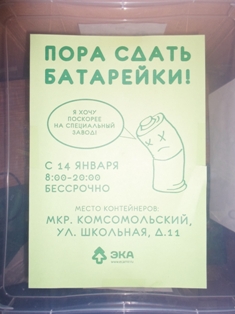 ПОРА СДАТЬ
БАТАРЕЙКИ!
Я ХОЧУ
ПОСКОРЕЕ
НА СПЕЦИАЛЬНЫЙ
ЗАВОД!
С 14 ЯНВАРЯ
8:00-20:00
БЕССРОЧНО
МЕСТО КОНТЕЙНЕРОВ:
МКР. КОМСОМОЛЬСКИЙ,
УЛ. ШКОЛЬНАЯ, Д.11
ЭКА